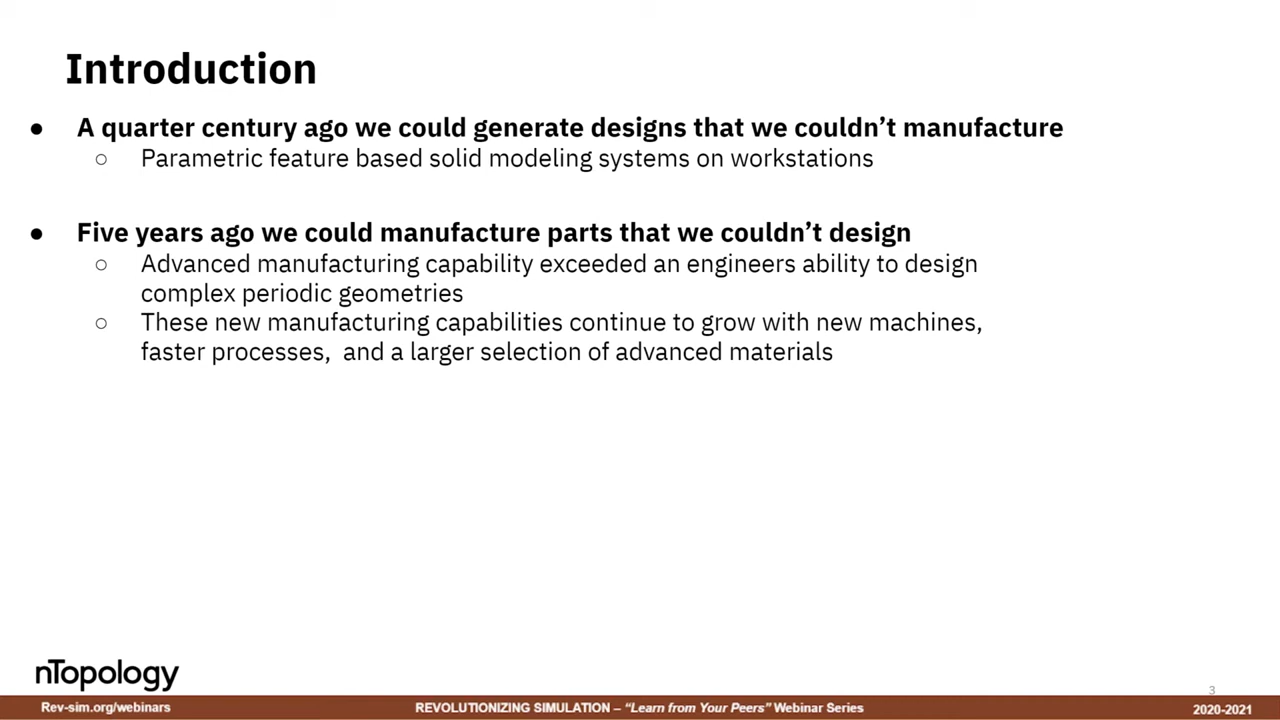 Introduction
● A quarter century ago we could generate designs that we couldn’t manufacture
○ Parametric feature based solid modeling systems on workstations
● Five years ago we could manufacture parts that we couldn’t design
○ Advanced manufacturing capability exceeded an engineers ability to design
complex periodic geometries
○ These new manufacturing capabilities continue to grow with new machines,
faster processes,  and a larger selection of advanced materials
nTopology
3
Rev-sim.org/webinars
REVOLUTIONIZING SIMULATION – “Learn from Your Peers” Webinar Series
2020-2021